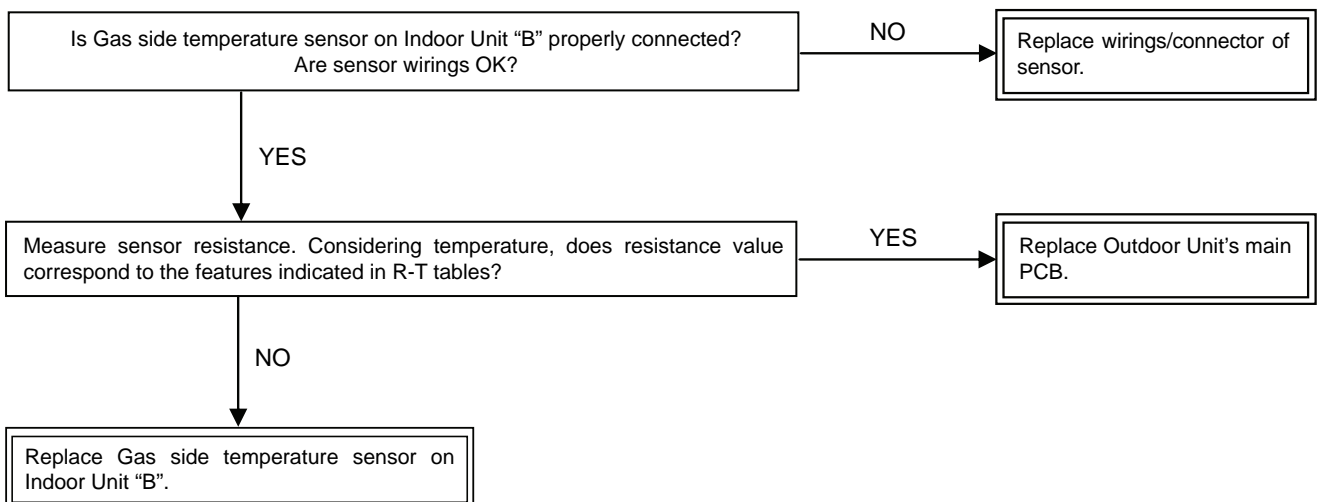 Is Gas side temperature sensor on Indoor Unit “B” properly connected?
Are sensor wirings OK?
NO
Replace wirings/connector of
sensor.
YES
Measure sensor resistance. Considering temperature, does resistance value
correspond to the features indicated in R-T tables?
YES
Replace Outdoor Unit’s main
PCB.
NO
Replace Gas side temperature sensor on
Indoor Unit “B”.